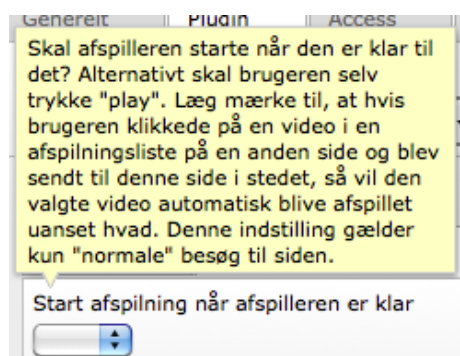 Generelt Plugin Access
Skal afspilleren starte når den er klar til
det? Alternativt skal brugeren selv
trykke "play". Læg mærke til, at hvis
brugeren klikkede på en video i en
afspilningsliste på en anden side og blev
sendt til denne side i stedet, så vil den
valgte video automatisk blive afspillet
uanset hvad. Denne indstilling gælder
kun "normale" besøg til siden.
Start afspilning når afspilleren er klar